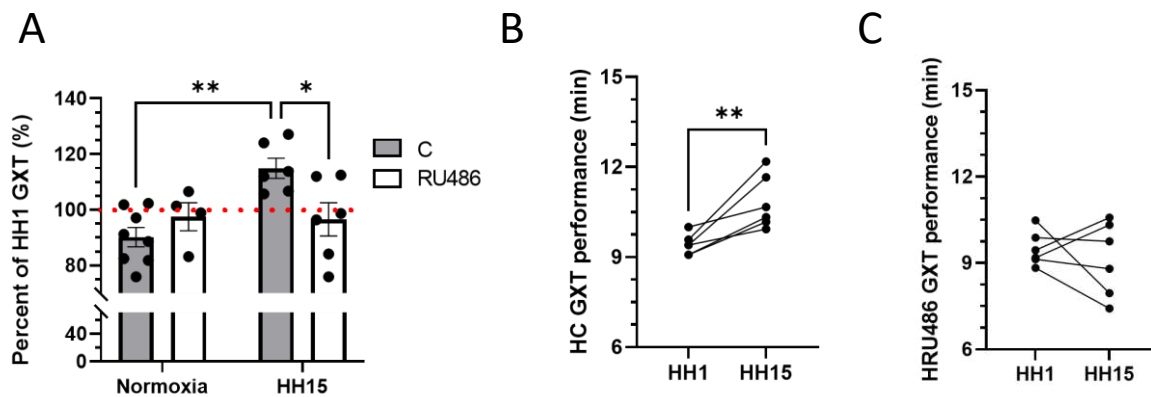 A
B
C
Percent of HH1 GXT (%)
140
120
100
80
40
0
**
*
C
RU486
Normoxia
HH15
HC GXT performance (min)
15
12
9
6
**
HH1
HH15
HRU486 GXT performance (min)
15
12
9
6
HH1
HH15